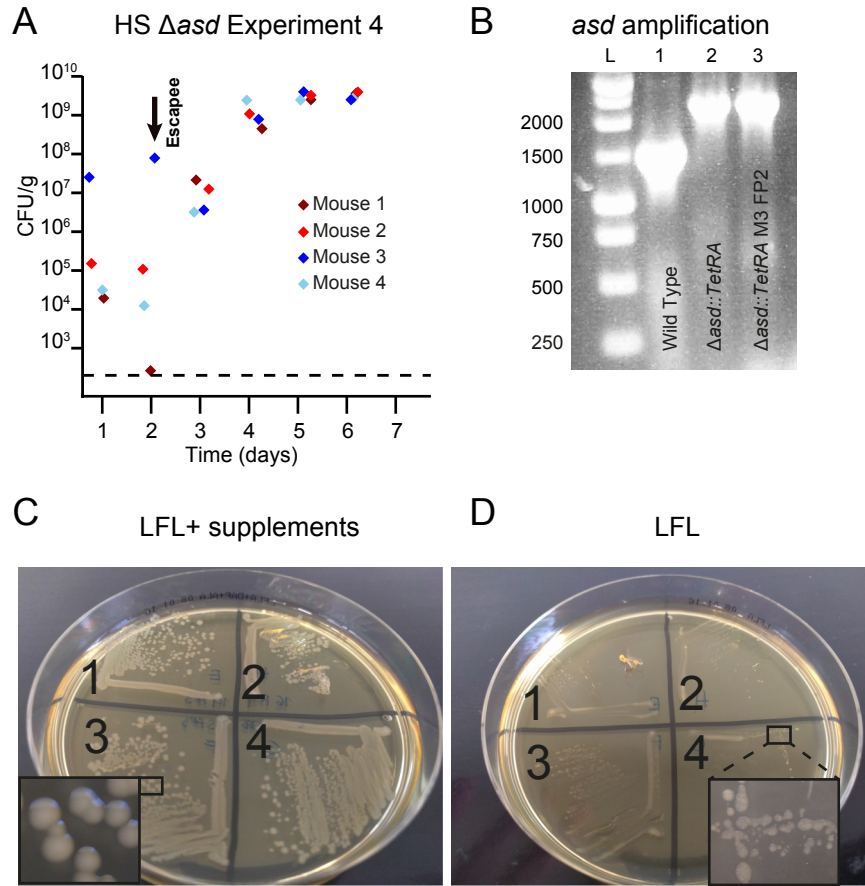 A
HS Δasd Experiment 4
CFU/g
10^10
10^9
10^8
10^7
10^6
10^5
10^4
10^3
Escapee
Mouse 1
Mouse 2
Mouse 3
Mouse 4
1 2 3 4 5 6 7
Time (days)
B
asd amplification
L 1 2 3
2000
1500
1000
750
500
250
Wild Type
Δasd::TetRA
Δasd::TetRA M3 FP2
C
LFL+ supplements
1
2
3
4
D
LFL
1
2
3
4